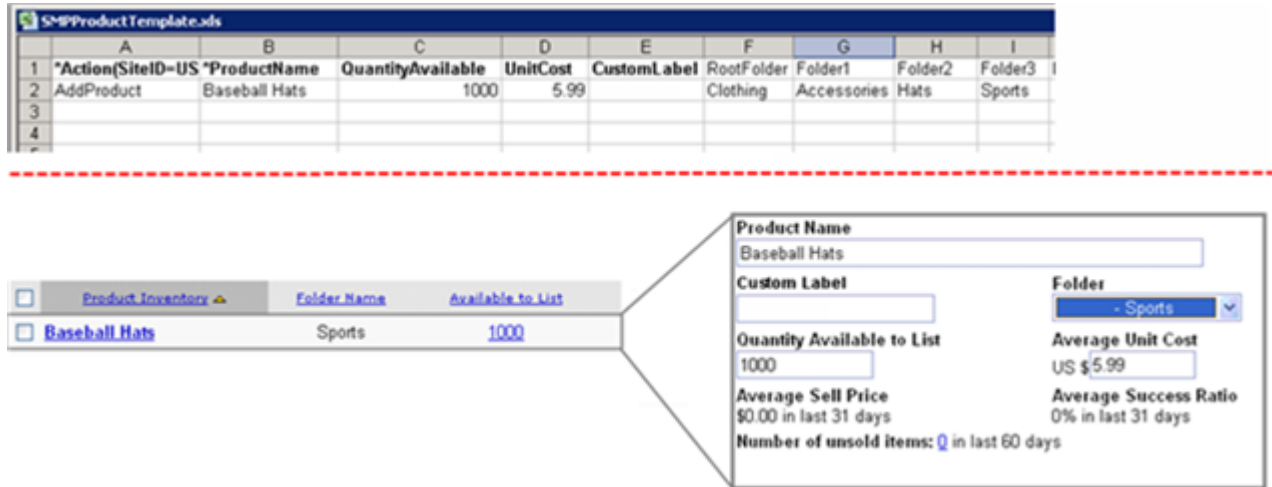 SMPProductTemplate.xls
A B C D E F G H I
1 *Action(SiteID=US *ProductName QuantityAvailable UnitCost CustomLabel RootFolder Folder1 Folder2 Folder3
2 AddProduct Baseball Hats 1000 5.99 Clothing Accessories Hats Sports
3
4
Product Name
Baseball Hats
Custom Label Folder
- Sports
Product Inventory Folder Name Available to List
Baseball Hats Sports 1000
Quantity Available to List Average Unit Cost
1000 US $ 5.99
Average Sell Price Average Success Ratio
$0.00 in last 31 days 0% in last 31 days
Number of unsold items: 0 in last 60 days